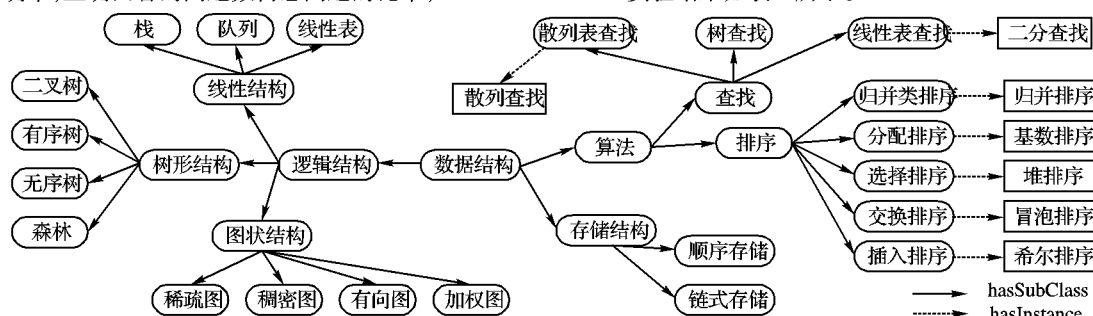 栈
队列
线性表
散列表查找
树查找
线性表查找
二分查找
二叉树
线性结构
散列查找
查找
归并类排序
归并排序
有序树
树形结构
逻辑结构
数据结构
算法
排序
分配排序
基数排序
无序树
选择排序
堆排序
森林
图状结构
存储结构
顺序存储
交换排序
冒泡排序
插入排序
希尔排序
稀疏图
稠密图
有向图
加权图
链式存储
hasSubClass
hasInstance